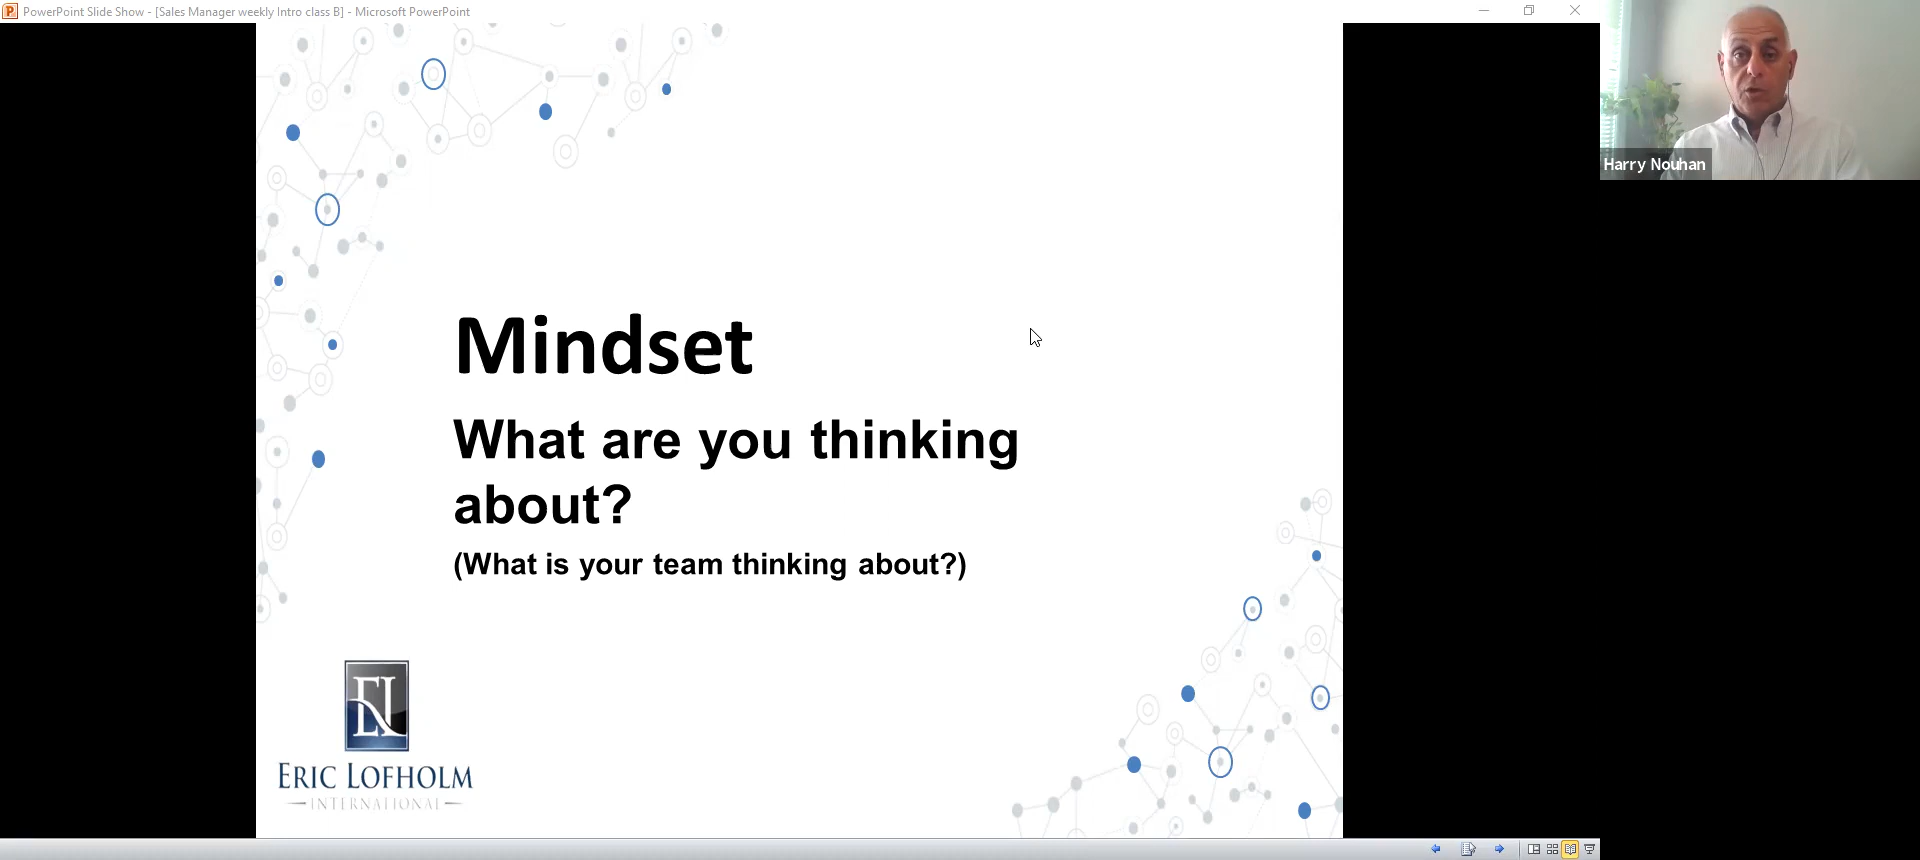 PowerPoint Slide Show - [Sales Manager weekly Intro class B] - Microsoft PowerPoint
Harry Nouhan
Mindset
What are you thinking
about?
(What is your team thinking about?)
ERIC LOFHOLM
INTERNATIONAL